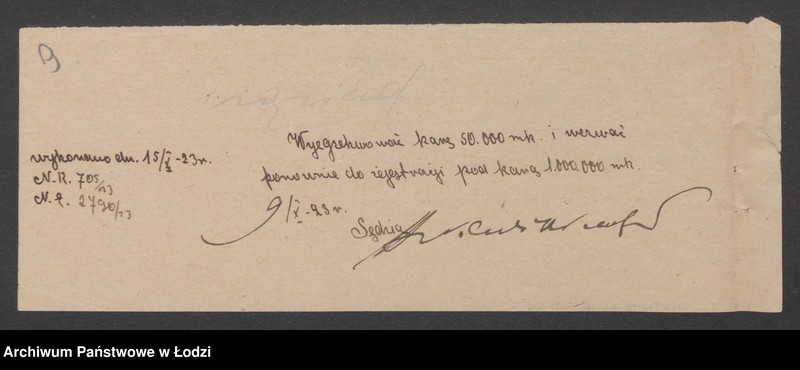 9
Wyegzekwować karę 50.000 mk. i wezwać
ponownie do rejestracji pod karą 1.000.000 mk.
9/X-23 r.
Sędzia
wykonano dn. 15/X-23 r.
N.R. 705/23
N. 2790/23
Archiwum Państwowe w Łodzi